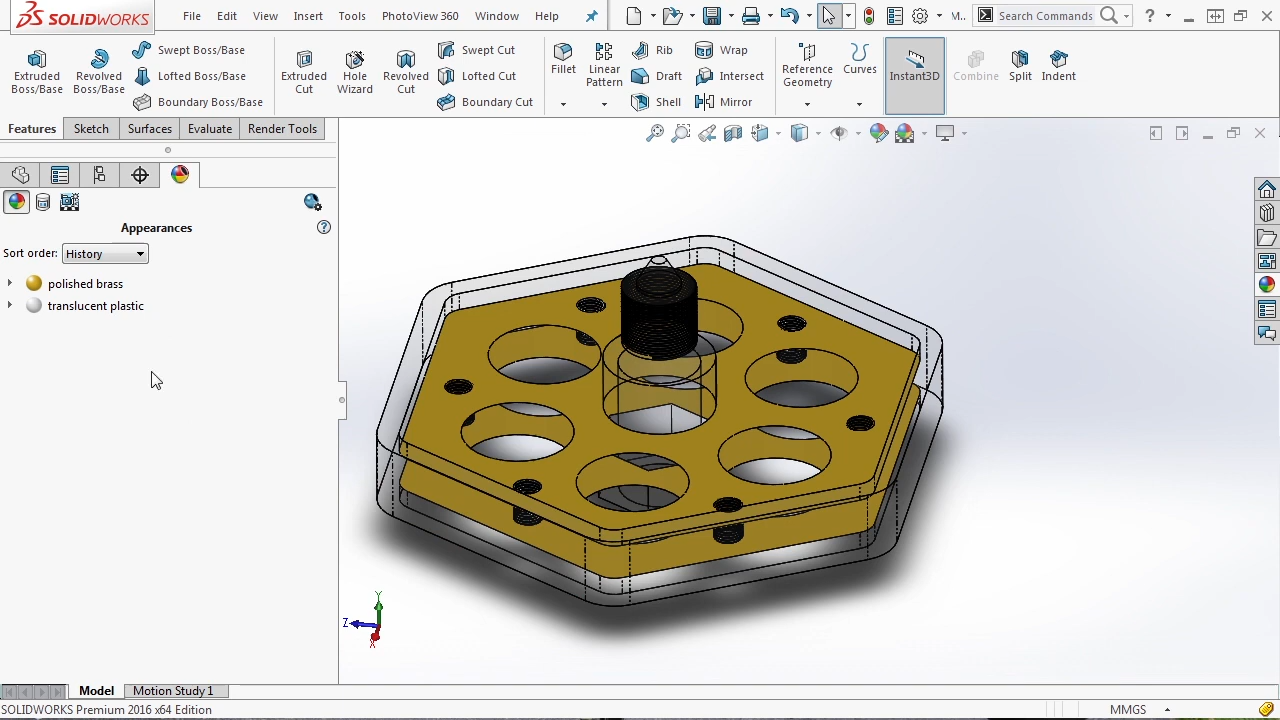 SOLIDWORKS File Edit View Insert Tools PhotoView 360 Window Help M... Search Commands ?
Extruded Boss/Base
Revolved Boss/Base
Swept Boss/Base
Lofted Boss/Base
Boundary Boss/Base
Extruded Cut
Hole Wizard
Revolved Cut
Swept Cut
Lofted Cut
Boundary Cut
Fillet
Linear Pattern
Rib
Draft
Shell
Wrap
Intersect
Mirror
Reference Geometry
Curves
Instant3D
Combine
Split
Indent
Features Sketch Surfaces Evaluate Render Tools
Appearances ?
Sort order: History
polished brass
translucent plastic
Y
Z
X
Model Motion Study 1
SOLIDWORKS Premium 2016 x64 Edition MMGS